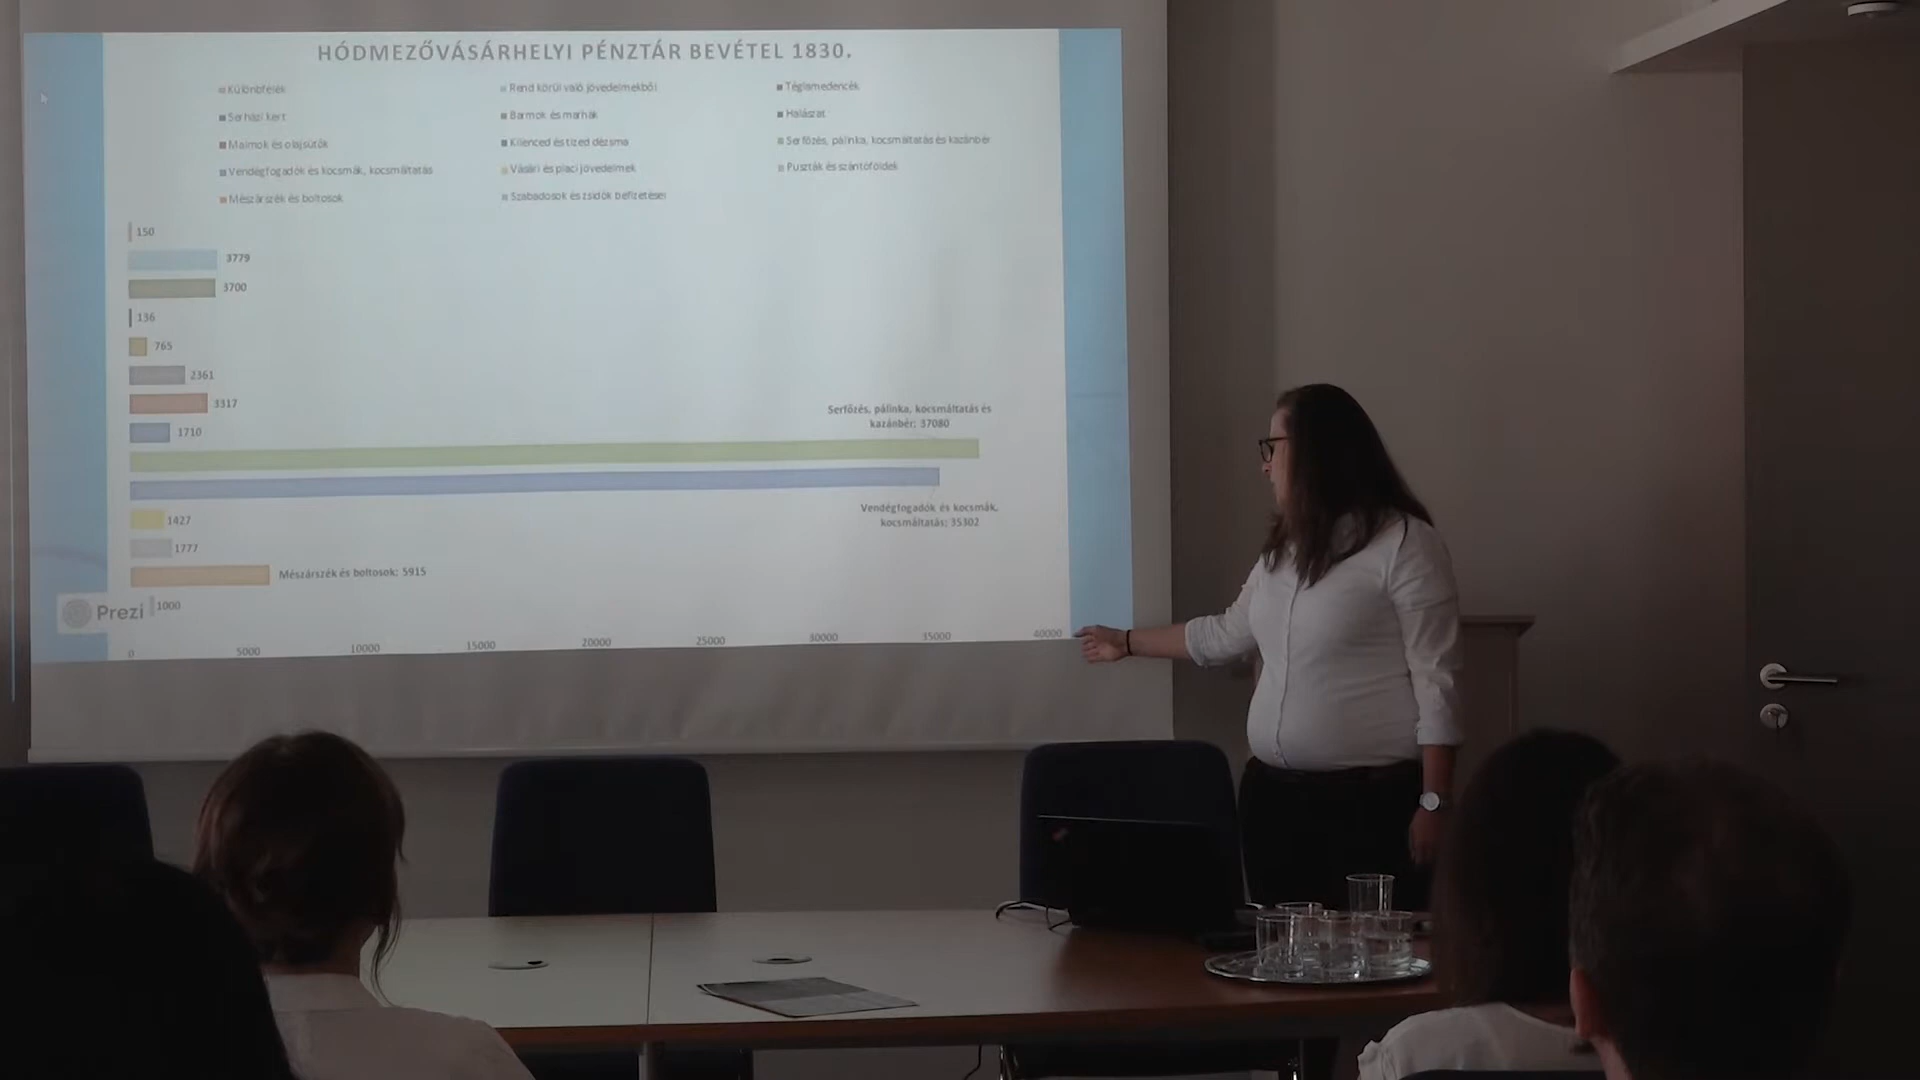 HÓDMEZŐVÁSÁRHELYI PÉNZTÁR BEVÉTEL 1830.
Különbfélék
Rend körül való jövedelmekből
Téglamedencék
Serházi kert
Barmok és marhák
Halászat
Malmok és olajsütők
Kilenced és tized dézsma
Serfőzés, pálinka, kocsmáltatás és kazánbér
Vendégfogadók és kocsmák, kocsmáltatás
Vásári és piaci jövedelmek
Puszták és szántóföldek
Mészárszék és boltosok
Szabadosok és zsidók befizetései
150
3779
3700
136
765
2361
3317
1710
Serfőzés, pálinka, kocsmáltatás és
kazánbér; 37080
Vendégfogadók és kocsmák,
kocsmáltatás; 35302
1427
1777
Mészárszék és boltosok; 5915
1000
Prezi
0 5000 10000 15000 20000 25000 30000 35000 40000